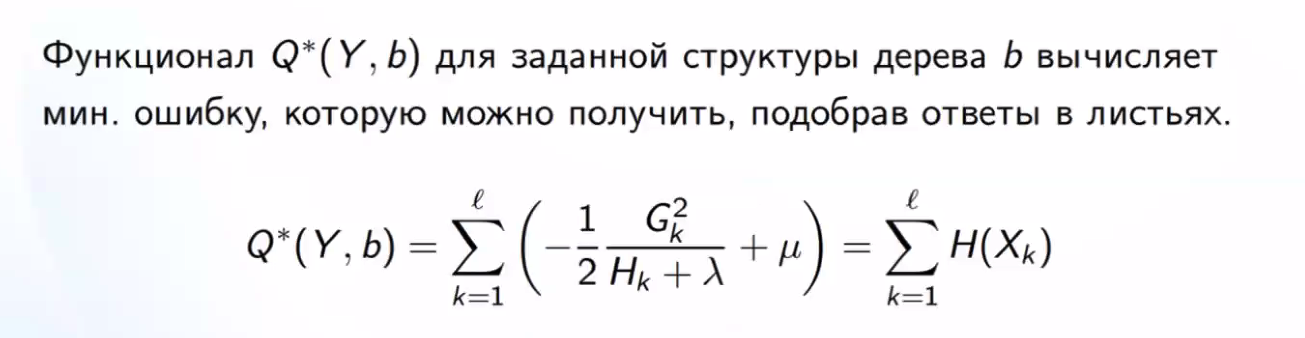 Функционал Q*(Y, b) для заданной структуры дерева b вычисляет
мин. ошибку, которую можно получить, подобрав ответы в листьях.
$$Q^*(Y, b) = \sum_{k=1}^{\ell} \left( -\frac{1}{2} \frac{G_k^2}{H_k + \lambda} + \mu \right) = \sum_{k=1}^{\ell} H(X_k)$$